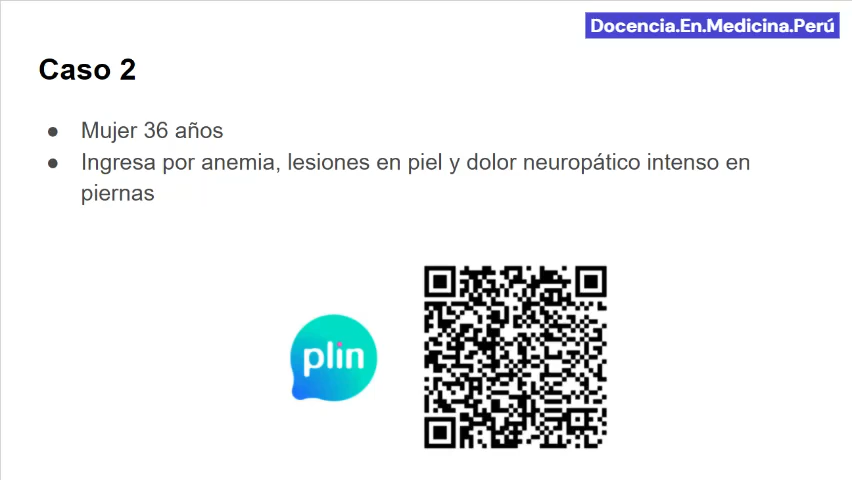 Docencia.En.Medicina.Perú
Caso 2
● Mujer 36 años
● Ingresa por anemia, lesiones en piel y dolor neuropático intenso en
piernas
plin